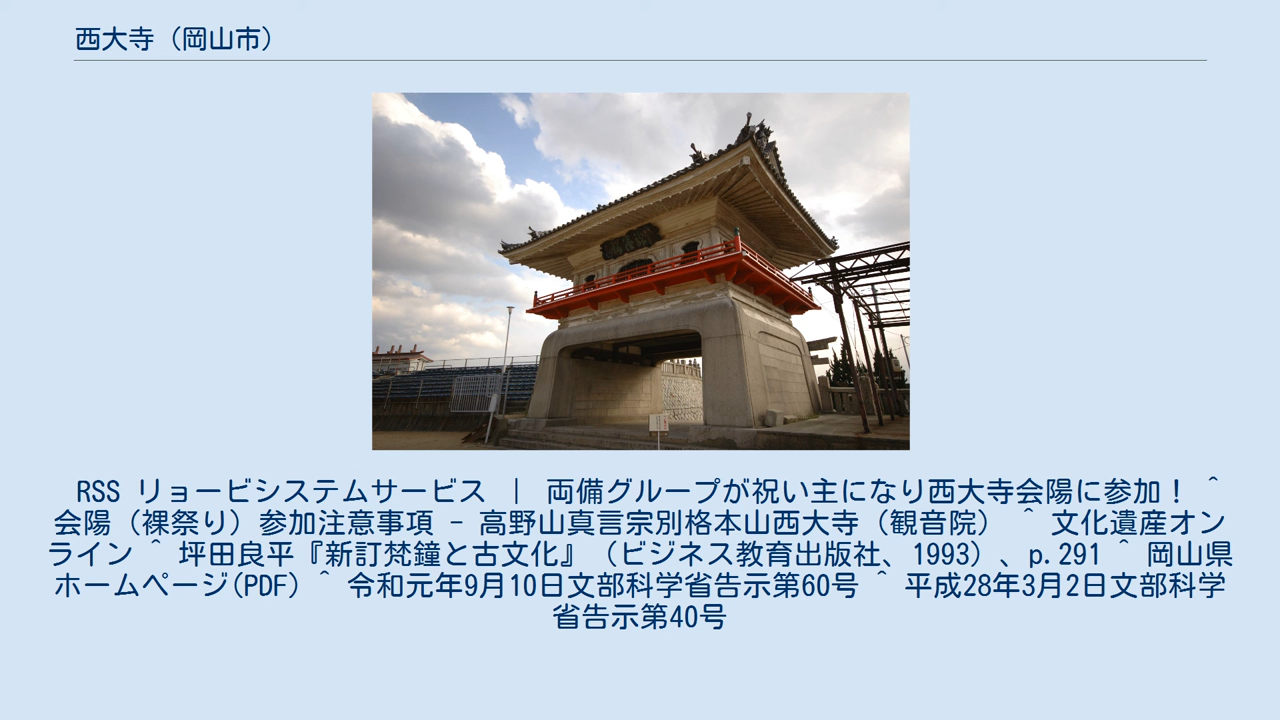 西大寺（岡山市）
RSS リョービシステムサービス ｜ 両備グループが祝い主になり西大寺会陽に参加！ ^
会陽（裸祭り）参加注意事項 - 高野山真言宗別格本山西大寺（観音院） ^ 文化遺産オン
ライン ^ 坪田良平『新訂梵鐘と古文化』（ビジネス教育出版社、1993）、p.291 ^ 岡山県
ホームページ(PDF) ^ 令和元年9月10日文部科学省告示第60号 ^ 平成28年3月2日文部科学
省告示第40号